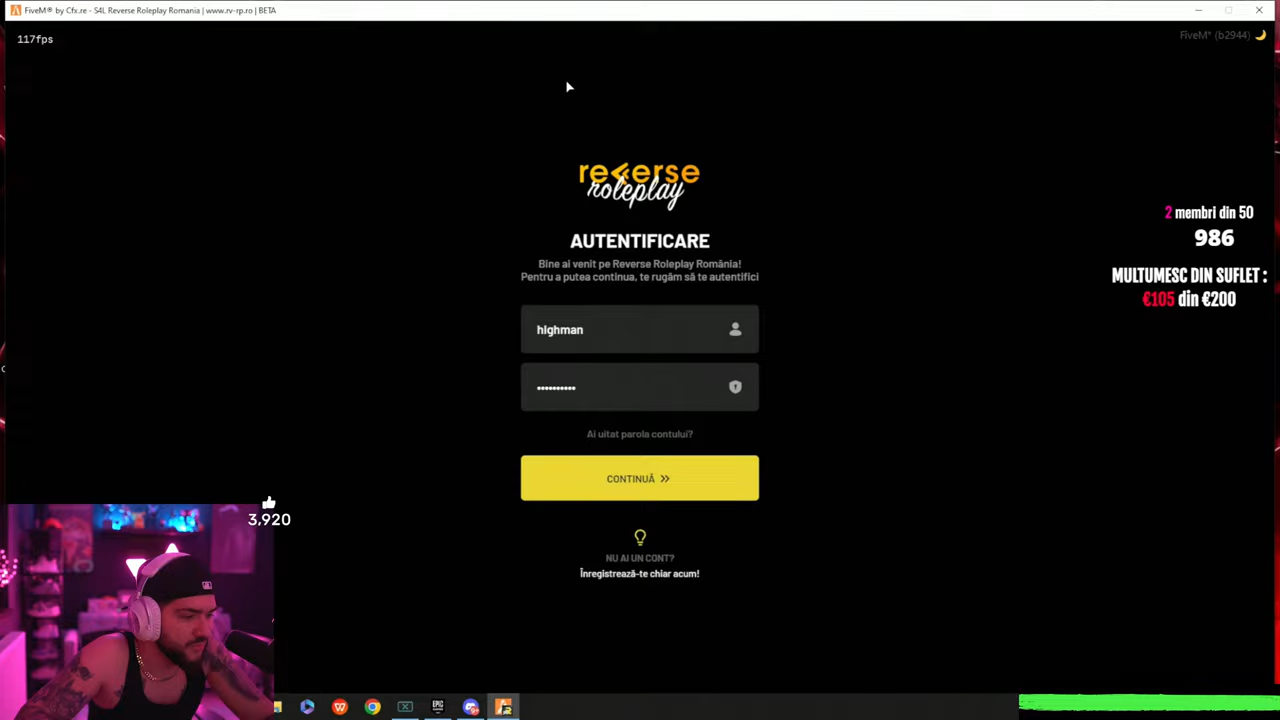 FiveM® by Cfx.re - S4L Reverse Roleplay Romania | www.rv-rp.ro | BETA
117fps
FiveM* (b2944)
reverse
roleplay
AUTENTIFICARE
Bine ai venit pe Reverse Roleplay România!
Pentru a putea continua, te rugăm să te autentifici
2 membri din 50
986
MULTUMESC DIN SUFLET :
€105 din €200
highman
••••••••••
Ai uitat parola contului?
CONTINUĂ »
3,920
NU AI UN CONT?
Înregistrează-te chiar acum!
EPIC